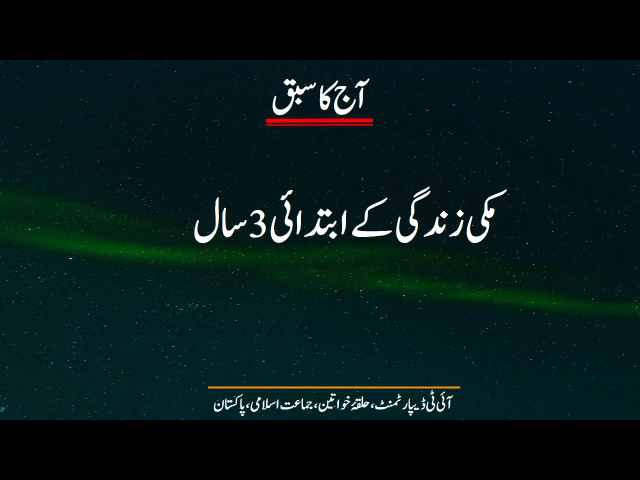 آج کا سبق
مکی زندگی کے ابتدائی 3 سال
آئی ٹی ڈیپارٹمنٹ، حلقۂ خواتین، جماعت اسلامی، پاکستان